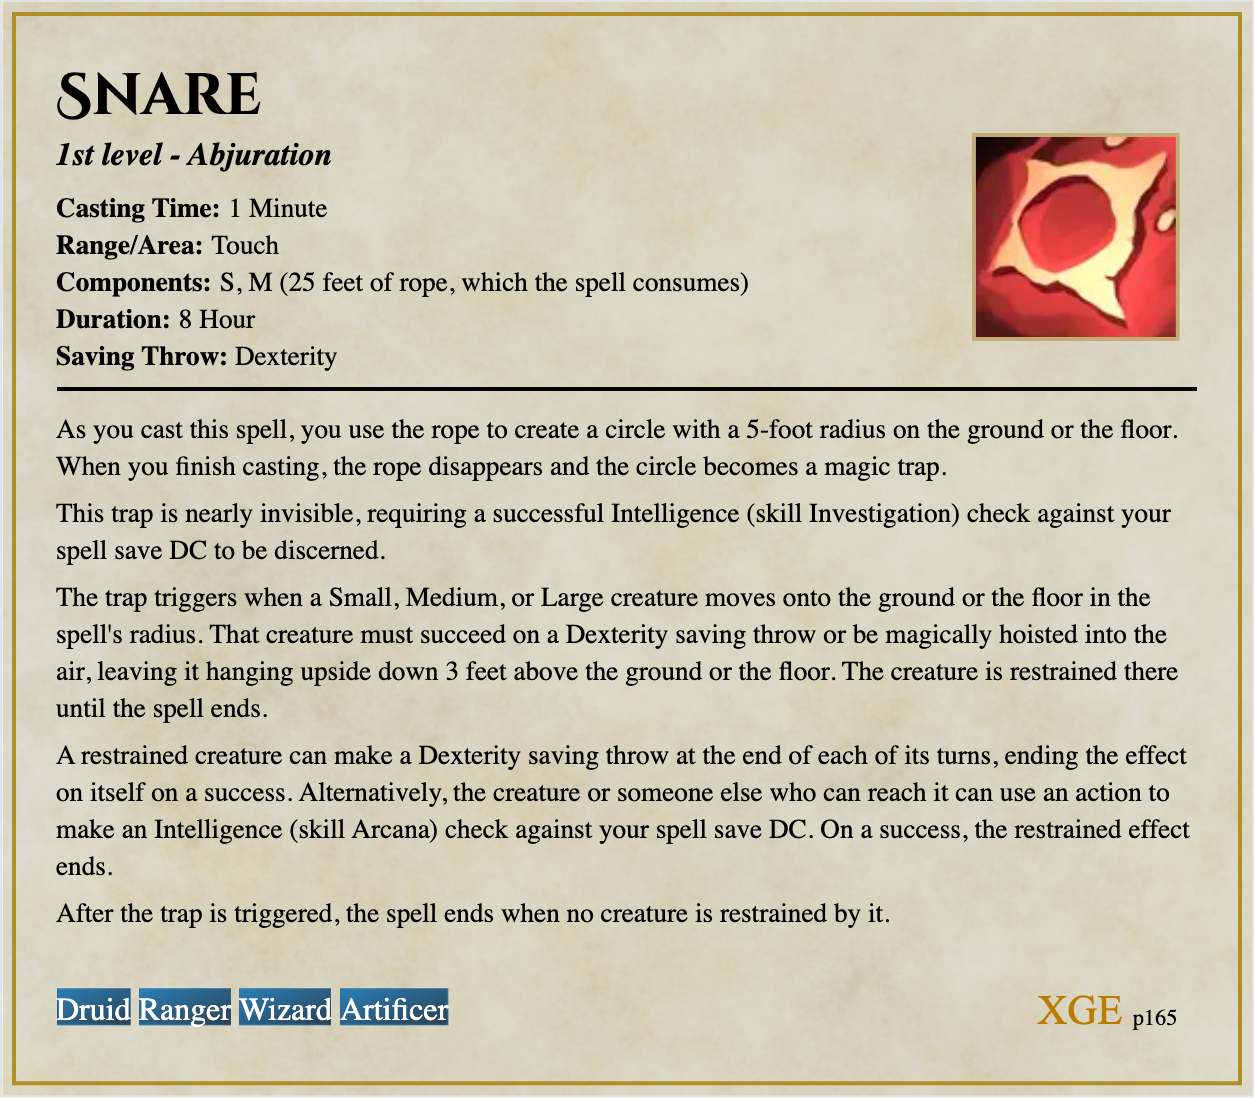 Snare
1st level - Abjuration
Casting Time: 1 Minute
Range/Area: Touch
Components: S, M (25 feet of rope, which the spell consumes)
Duration: 8 Hour
Saving Throw: Dexterity
As you cast this spell, you use the rope to create a circle with a 5-foot radius on the ground or the floor.
When you finish casting, the rope disappears and the circle becomes a magic trap.
This trap is nearly invisible, requiring a successful Intelligence (skill Investigation) check against your
spell save DC to be discerned.
The trap triggers when a Small, Medium, or Large creature moves onto the ground or the floor in the
spell's radius. That creature must succeed on a Dexterity saving throw or be magically hoisted into the
air, leaving it hanging upside down 3 feet above the ground or the floor. The creature is restrained there
until the spell ends.
A restrained creature can make a Dexterity saving throw at the end of each of its turns, ending the effect
on itself on a success. Alternatively, the creature or someone else who can reach it can use an action to
make an Intelligence (skill Arcana) check against your spell save DC. On a success, the restrained effect
ends.
After the trap is triggered, the spell ends when no creature is restrained by it.
Druid Ranger Wizard Artificer
XGE p165